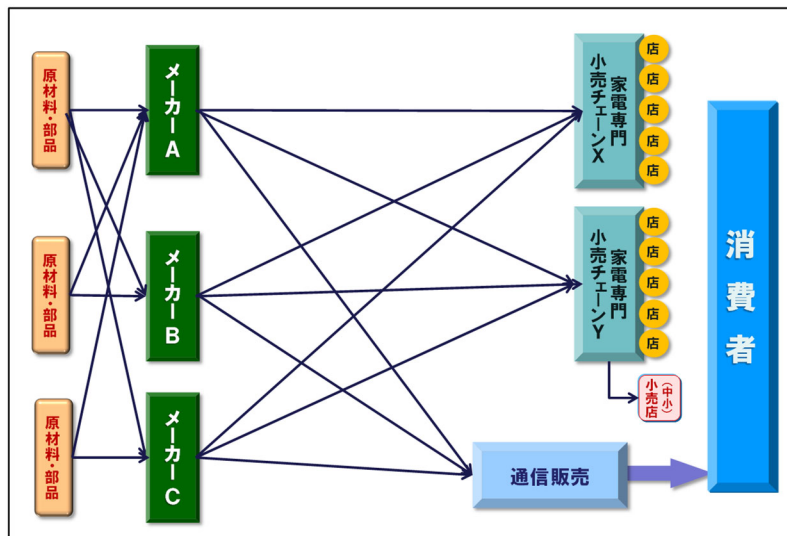 原材料・部品
メーカーA
家電専門
小売チェーンX
店
店
店
店
店
原材料・部品
メーカーB
家電専門
小売チェーンY
店
店
店
店
店
消費者
(中小)
小売店
原材料・部品
メーカーC
通信販売